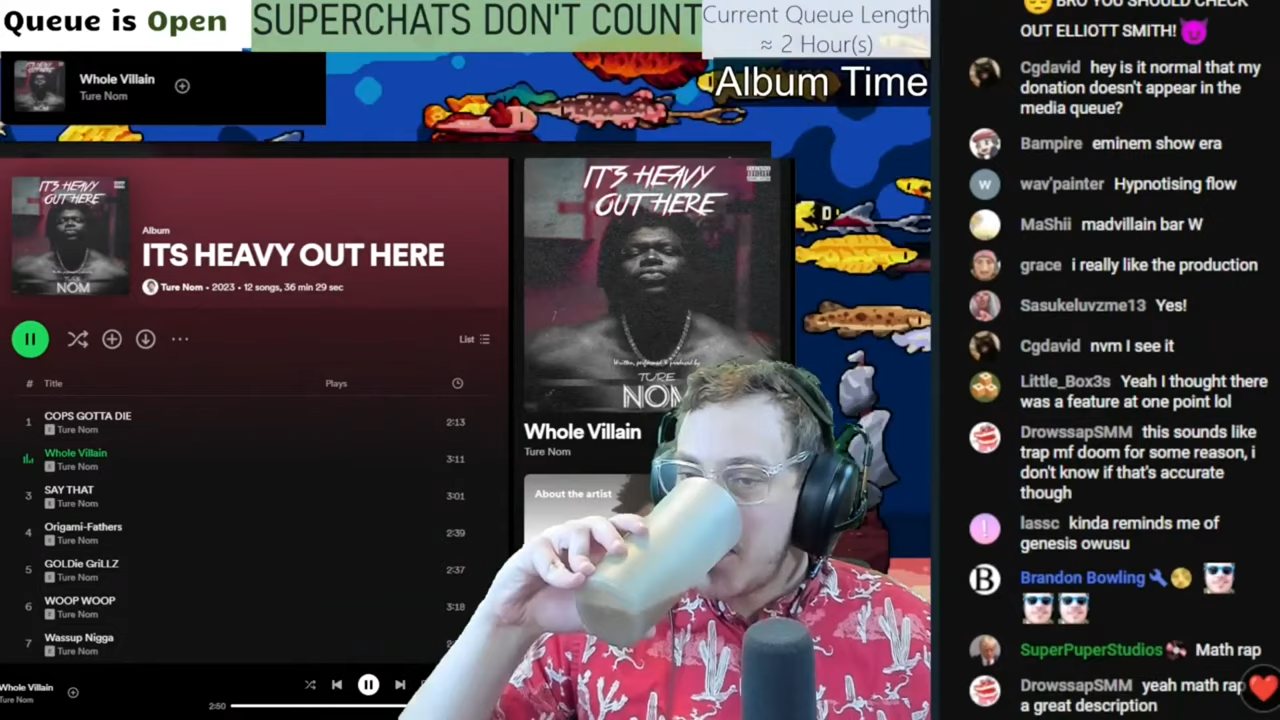 Queue is Open
SUPERCHATS DON'T COUNT
Current Queue Length
≈ 2 Hour(s)
Album Time
Whole Villain
Ture Nom
IT'S HEAVY
OUT HERE
TURE
NOM
Album
ITS HEAVY OUT HERE
Ture Nom • 2023 • 12 songs, 36 min 29 sec
List
# Title Plays
1 COPS GOTTA DIE 2:13
E Ture Nom
Whole Villain 3:11
E Ture Nom
3 SAY THAT 3:01
E Ture Nom
4 Origami-Fathers 2:39
E Ture Nom
5 GOLDie GriLLZ 2:37
E Ture Nom
6 WOOP WOOP 3:18
E Ture Nom
7 Wassup Nigga
E Ture Nom
Whole Villain
Ture Nom
2:50
IT'S HEAVY
OUT HERE
Written, performed & produced by
TURE
NOM
Whole Villain
Ture Nom
About the artist
BRO YOU SHOULD CHECK
OUT ELLIOTT SMITH!
Cgdavid hey is it normal that my
donation doesn't appear in the
media queue?
Bampire eminem show era
W wav'painter Hypnotising flow
MaShii madvillain bar W
grace i really like the production
Sasukeluvzme13 Yes!
Cgdavid nvm I see it
Little_Box3s Yeah I thought there
was a feature at one point lol
DrowssapSMM this sounds like
trap mf doom for some reason, i
don't know if that's accurate
though
lassc kinda reminds me of
genesis owusu
B Brandon Bowling
SuperPuperStudios Math rap
DrowssapSMM yeah math rap
a great description